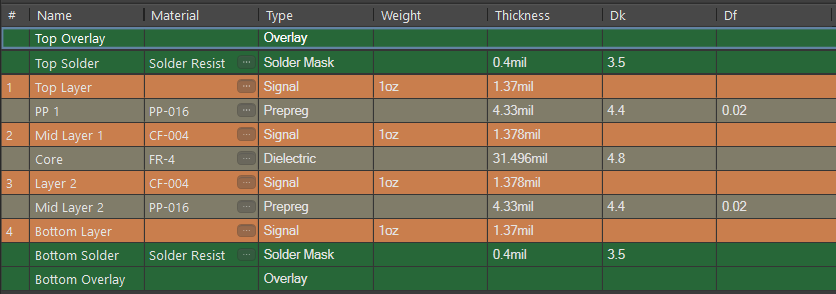 # Name Material Type Weight Thickness Dk Df
Top Overlay Overlay
Top Solder Solder Resist ... Solder Mask 0.4mil 3.5
1 Top Layer ... Signal 1oz 1.37mil
PP 1 PP-016 ... Prepreg 4.33mil 4.4 0.02
2 Mid Layer 1 CF-004 ... Signal 1oz 1.378mil
Core FR-4 ... Dielectric 31.496mil 4.8
3 Layer 2 CF-004 ... Signal 1oz 1.378mil
Mid Layer 2 PP-016 ... Prepreg 4.33mil 4.4 0.02
4 Bottom Layer ... Signal 1oz 1.37mil
Bottom Solder Solder Resist ... Solder Mask 0.4mil 3.5
Bottom Overlay Overlay